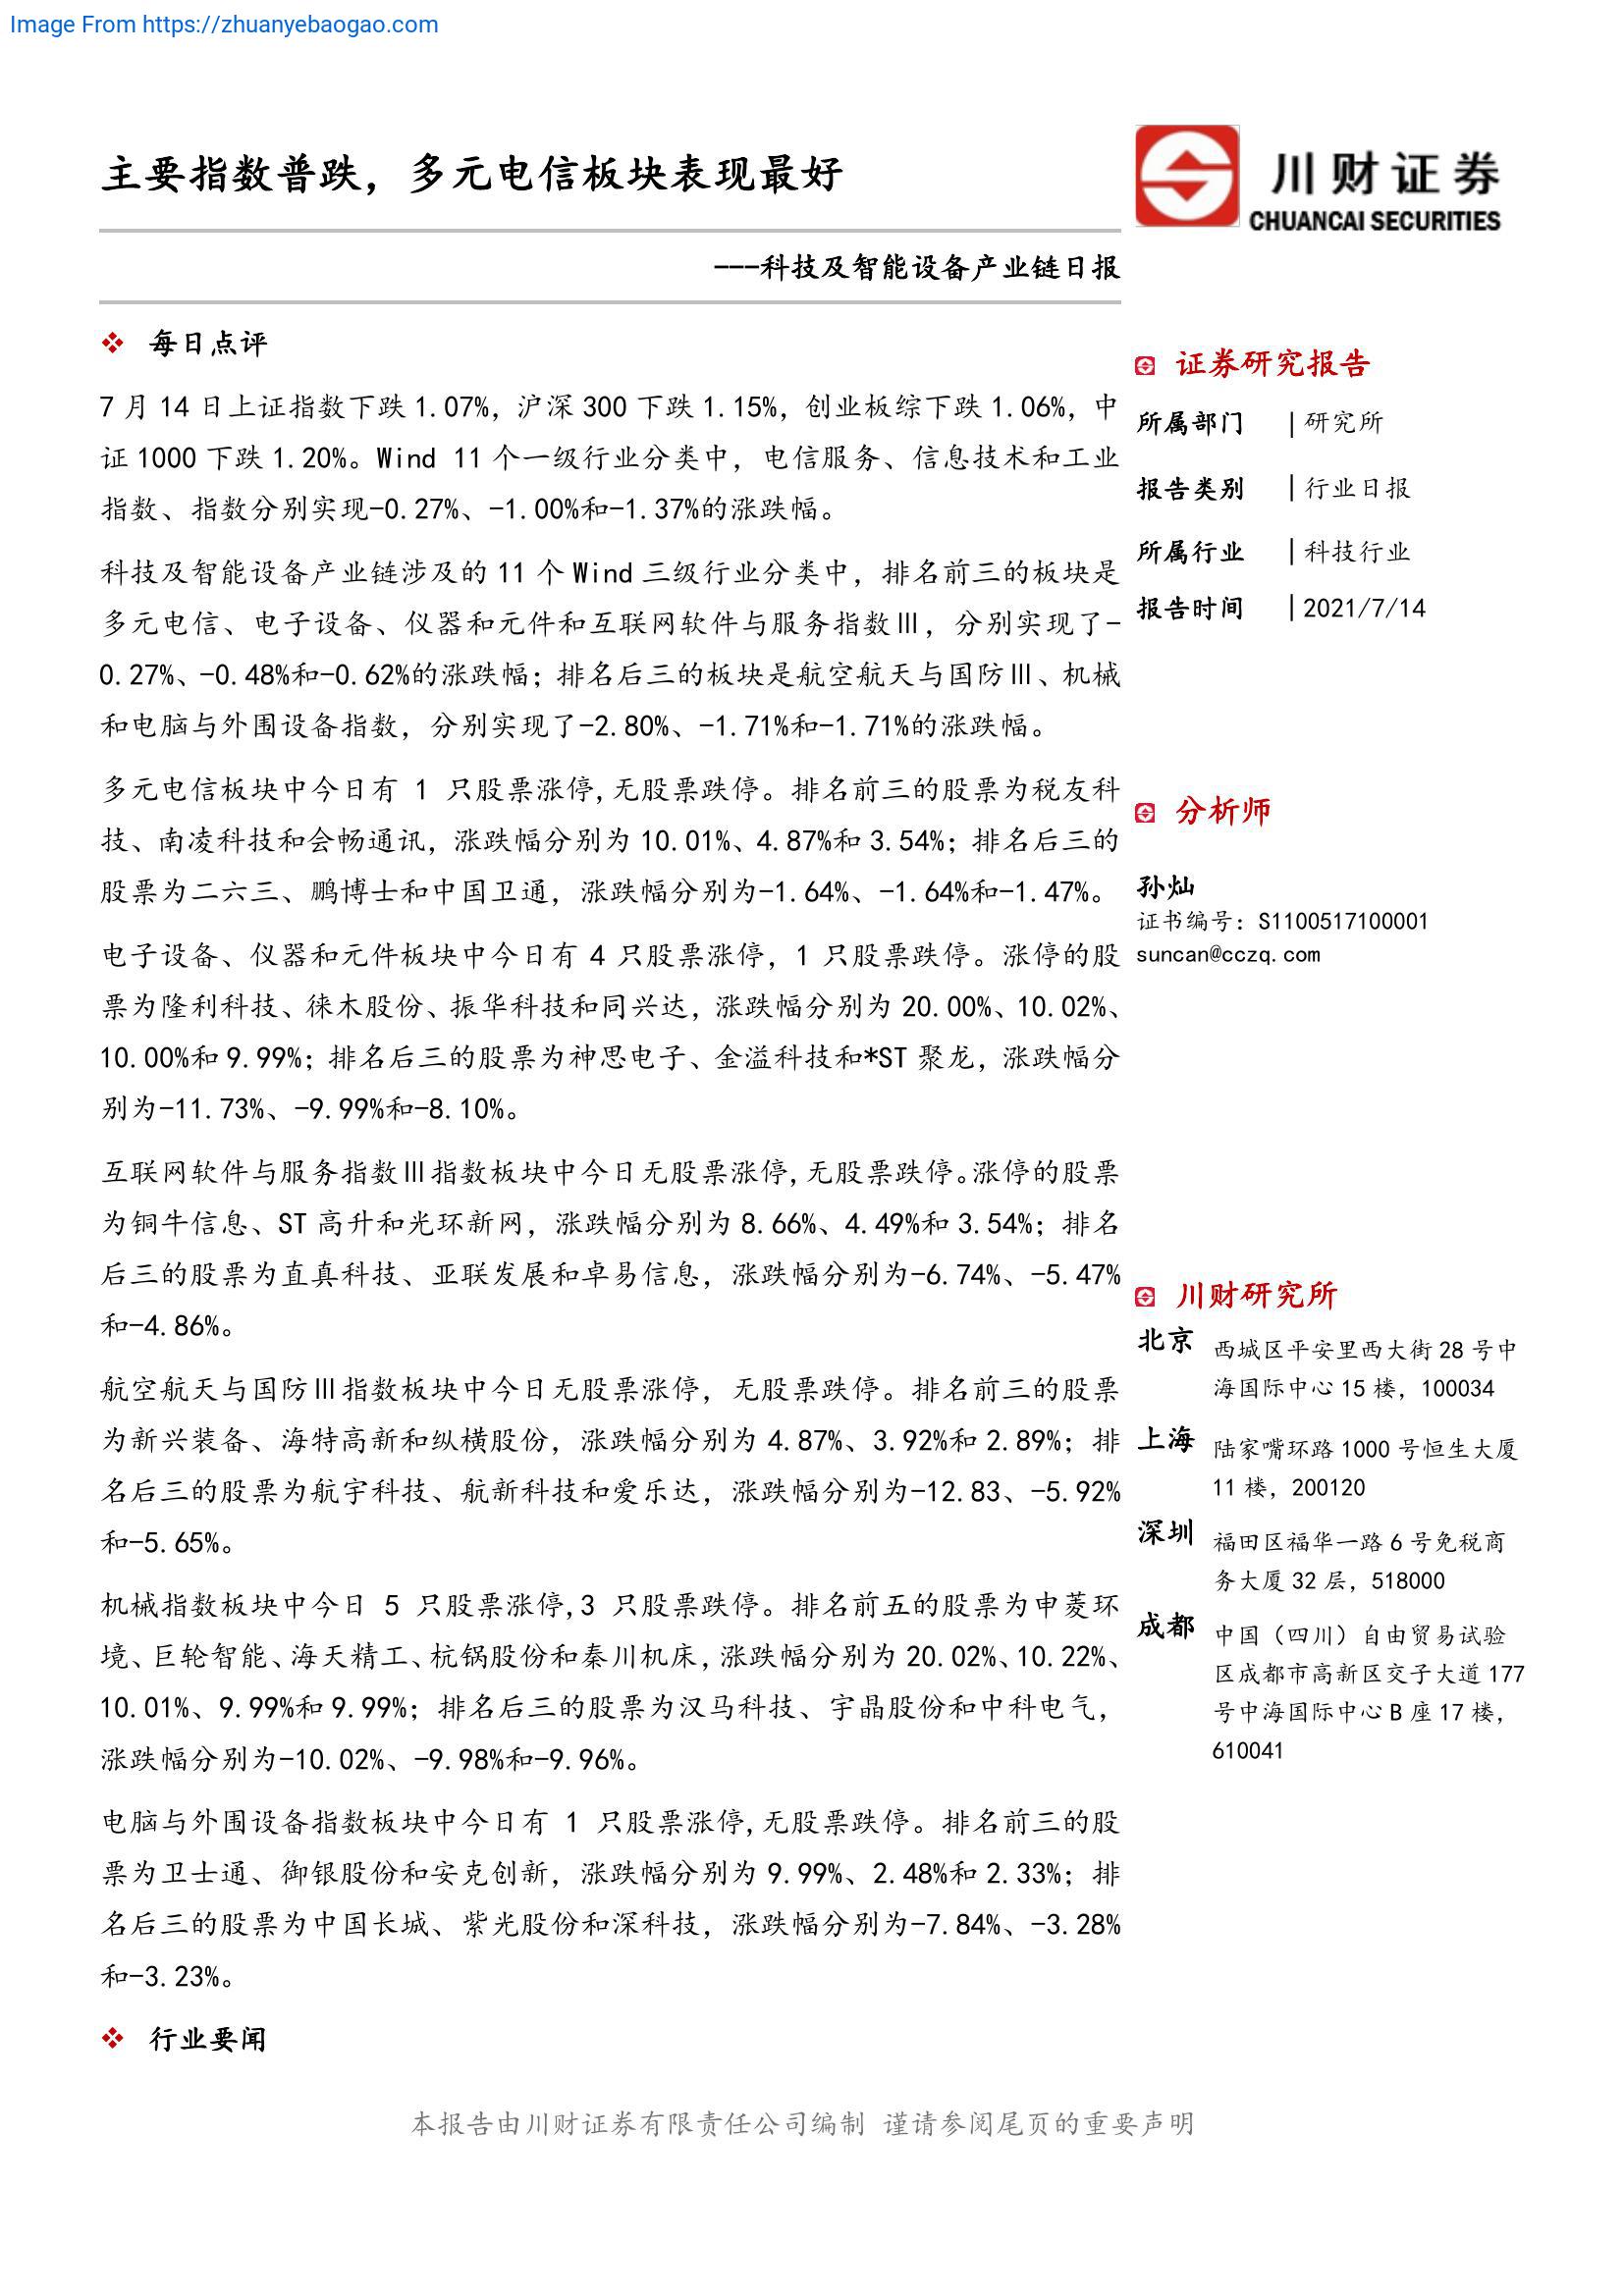 Image From https://zhuanyebaogao.com
主要指数普跌，多元电信板块表现最好
---科技及智能设备产业链日报
❖ 每日点评
7 月 14 日上证指数下跌 1.07%，沪深 300 下跌 1.15%，创业板综下跌 1.06%，中
证 1000 下跌 1.20%。Wind 11 个一级行业分类中，电信服务、信息技术和工业
指数、指数分别实现-0.27%、-1.00%和-1.37%的涨跌幅。
科技及智能设备产业链涉及的 11 个 Wind 三级行业分类中，排名前三的板块是
多元电信、电子设备、仪器和元件和互联网软件与服务指数Ⅲ，分别实现了-
0.27%、-0.48%和-0.62%的涨跌幅；排名后三的板块是航空航天与国防Ⅲ、机械
和电脑与外围设备指数，分别实现了-2.80%、-1.71%和-1.71%的涨跌幅。
多元电信板块中今日有 1 只股票涨停,无股票跌停。排名前三的股票为税友科
技、南凌科技和会畅通讯，涨跌幅分别为 10.01%、4.87%和 3.54%；排名后三的
股票为二六三、鹏博士和中国卫通，涨跌幅分别为-1.64%、-1.64%和-1.47%。
电子设备、仪器和元件板块中今日有 4 只股票涨停，1 只股票跌停。涨停的股
票为隆利科技、徕木股份、振华科技和同兴达，涨跌幅分别为 20.00%、10.02%、
10.00%和 9.99%；排名后三的股票为神思电子、金溢科技和*ST 聚龙，涨跌幅分
别为-11.73%、-9.99%和-8.10%。
互联网软件与服务指数Ⅲ指数板块中今日无股票涨停,无股票跌停。涨停的股票
为铜牛信息、ST 高升和光环新网，涨跌幅分别为 8.66%、4.49%和 3.54%；排名
后三的股票为直真科技、亚联发展和卓易信息，涨跌幅分别为-6.74%、-5.47%
和-4.86%。
航空航天与国防Ⅲ指数板块中今日无股票涨停，无股票跌停。排名前三的股票
为新兴装备、海特高新和纵横股份，涨跌幅分别为 4.87%、3.92%和 2.89%；排
名后三的股票为航宇科技、航新科技和爱乐达，涨跌幅分别为-12.83、-5.92%
和-5.65%。
机械指数板块中今日 5 只股票涨停,3 只股票跌停。排名前五的股票为申菱环
境、巨轮智能、海天精工、杭锅股份和秦川机床，涨跌幅分别为 20.02%、10.22%、
10.01%、9.99%和 9.99%；排名后三的股票为汉马科技、宇晶股份和中科电气，
涨跌幅分别为-10.02%、-9.98%和-9.96%。
电脑与外围设备指数板块中今日有 1 只股票涨停,无股票跌停。排名前三的股
票为卫士通、御银股份和安克创新，涨跌幅分别为 9.99%、2.48%和 2.33%；排
名后三的股票为中国长城、紫光股份和深科技，涨跌幅分别为-7.84%、-3.28%
和-3.23%。
❖ 行业要闻
川财证券
CHUANCAI SECURITIES
证券研究报告
所属部门 | 研究所
报告类别 | 行业日报
所属行业 | 科技行业
报告时间 | 2021/7/14
分析师
孙灿
证书编号：S1100517100001
suncan@cczq.com
川财研究所
北京 西城区平安里西大街 28 号中
海国际中心 15 楼，100034
上海 陆家嘴环路 1000 号恒生大厦
11 楼，200120
深圳 福田区福华一路 6 号免税商
务大厦 32 层，518000
成都 中国（四川）自由贸易试验
区成都市高新区交子大道 177
号中海国际中心 B 座 17 楼，
610041
本报告由川财证券有限责任公司编制 谨请参阅尾页的重要声明